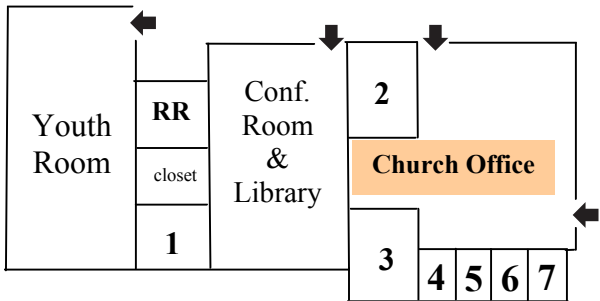 Youth
Room
RR
closet
1
Conf.
Room
&
Library
2
Church Office
3
4
5
6
7